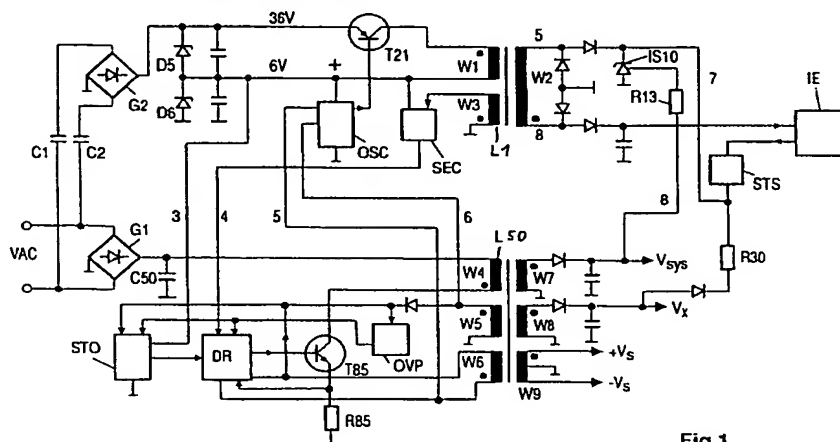 36V
5
D5
T21
IS10
7
IE
6V
+
W1
W2
G2
D6
W3
R13
OSC
8
C1
C2
SEC
L1
STS
3
4
5
6
8
G1
L50
R30
VAC
C50
W4
W7
Vsys
W5
W8
Vx
STO
DR
T85
OVP
W6
+Vs
R85
W9
-Vs
Fig.1